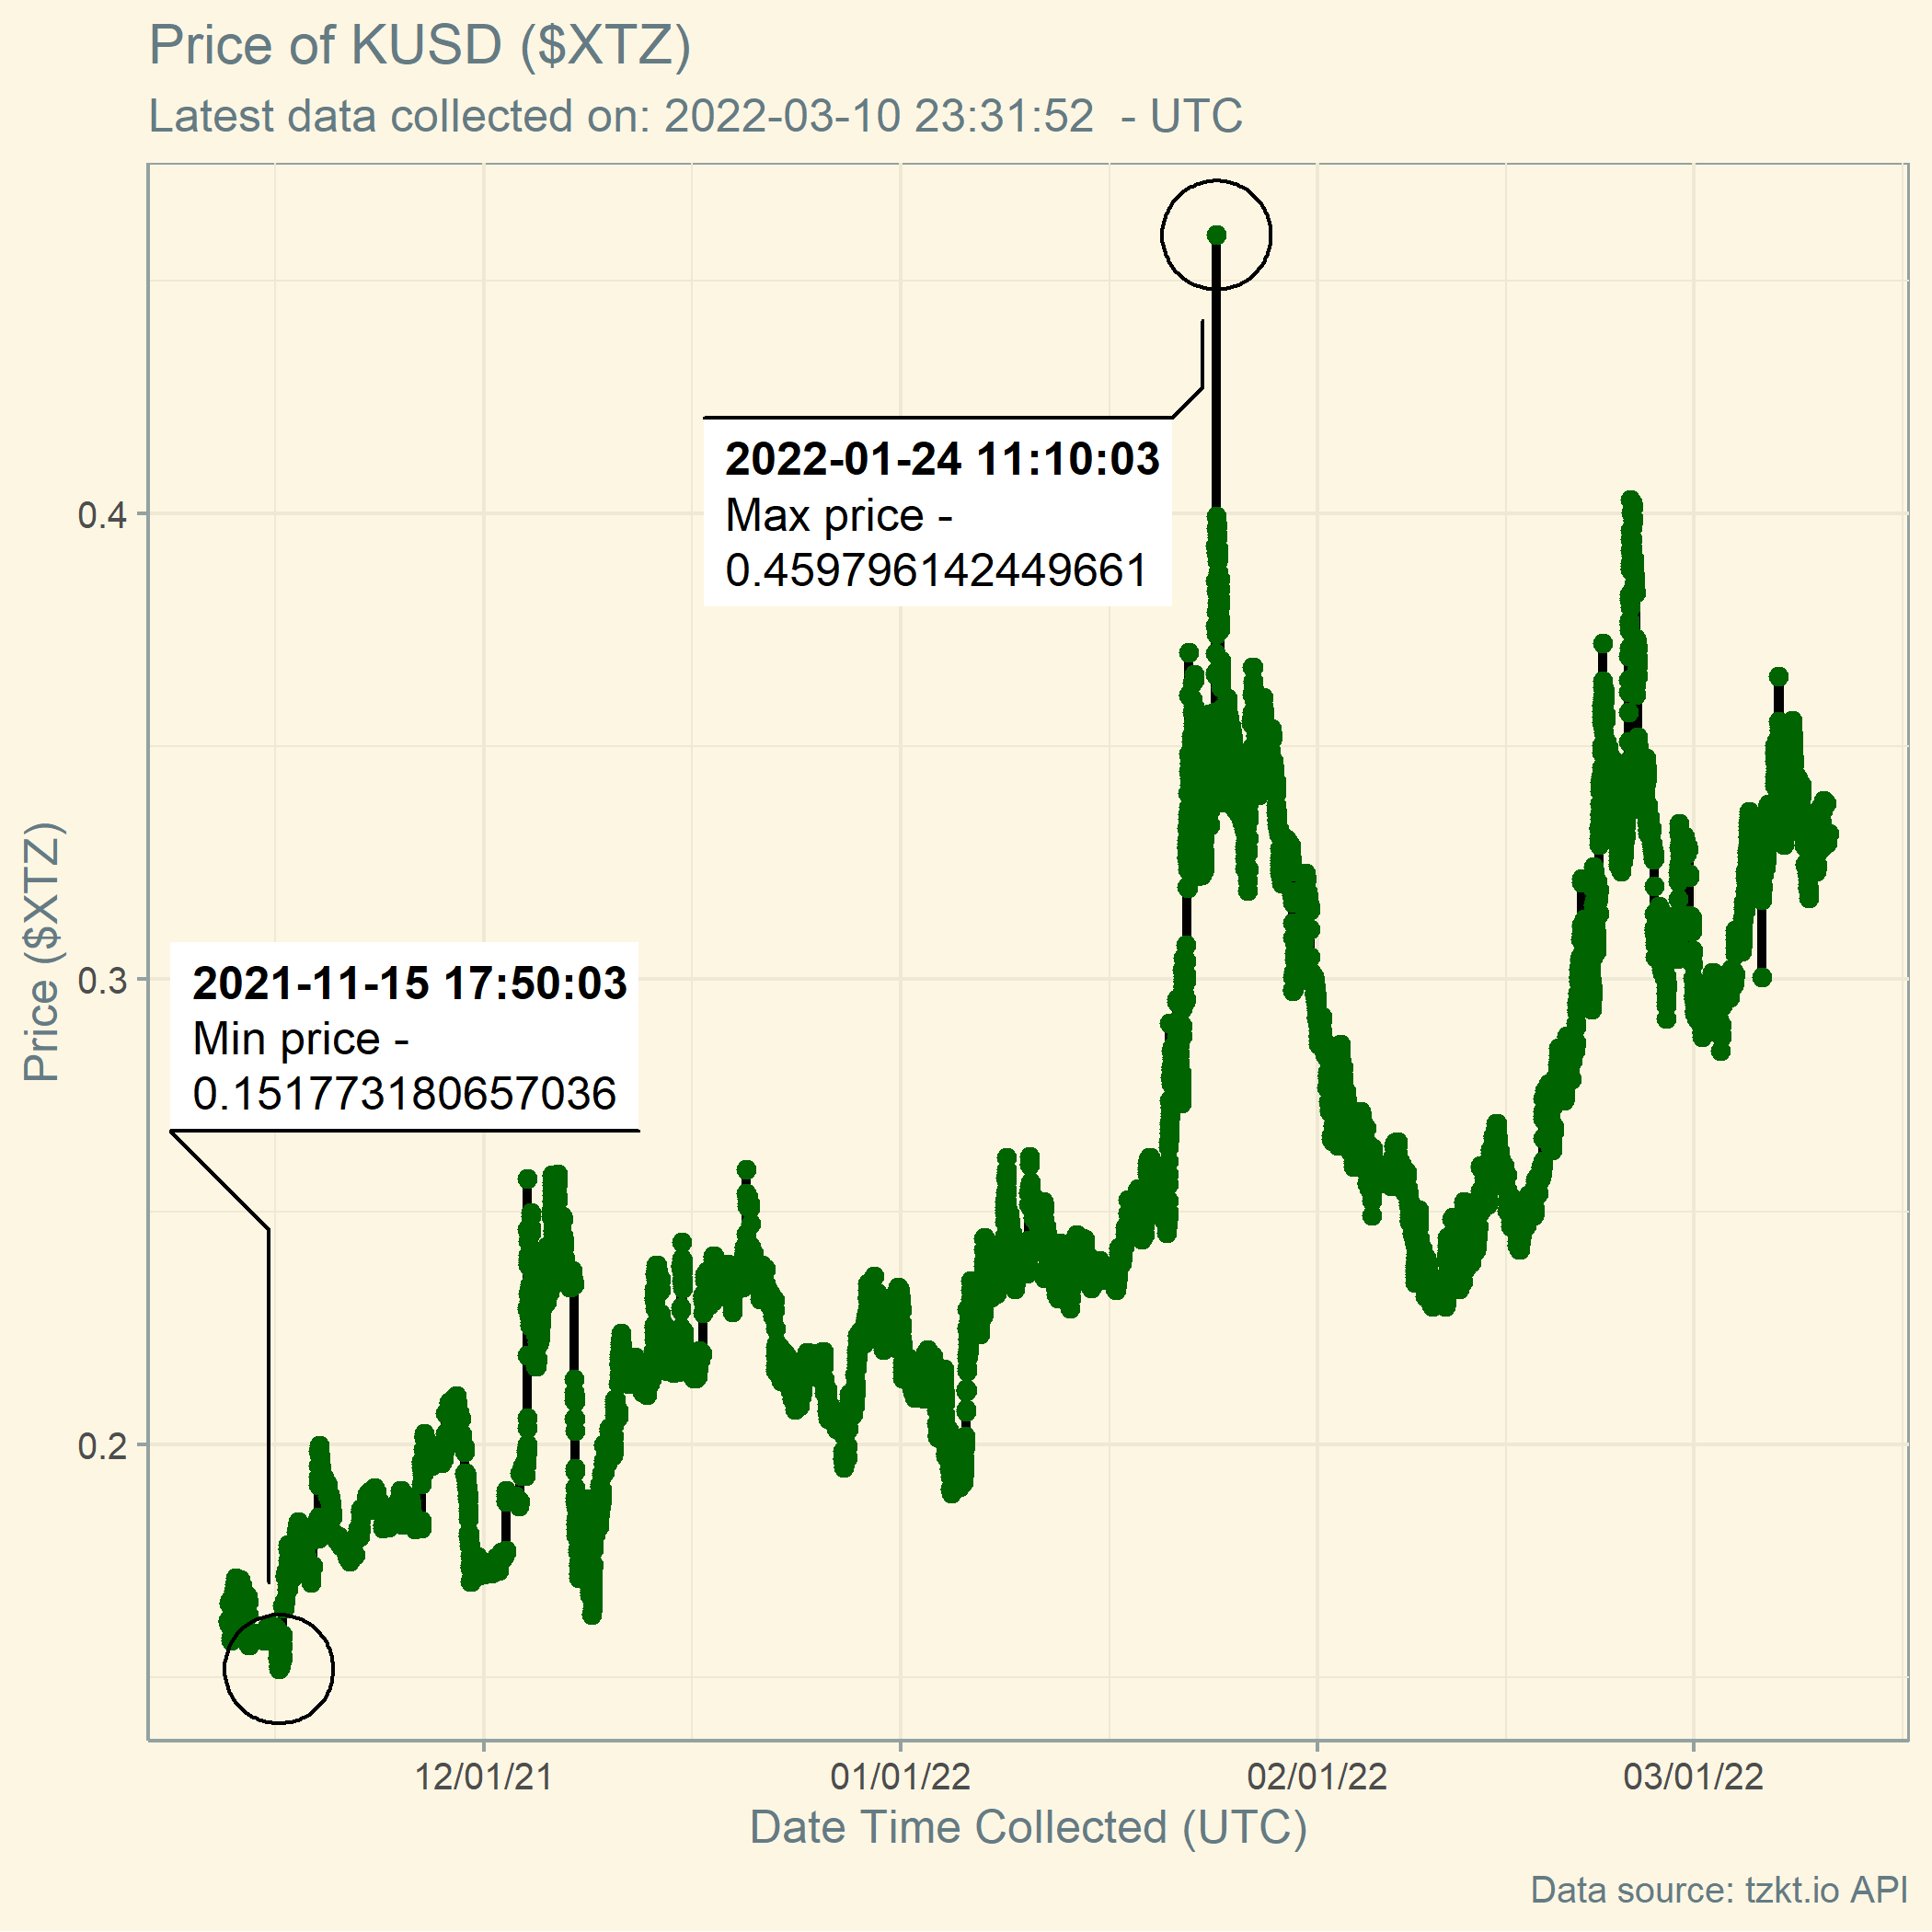 Price of KUSD ($XTZ)
Latest data collected on: 2022-03-10 23:31:52  - UTC
2022-01-24 11:10:03
Max price -
0.459796142449661
2021-11-15 17:50:03
Min price -
0.151773180657036
Price ($XTZ)
0.4
0.3
0.2
12/01/21
01/01/22
02/01/22
03/01/22
Date Time Collected (UTC)
Data source: tzkt.io API